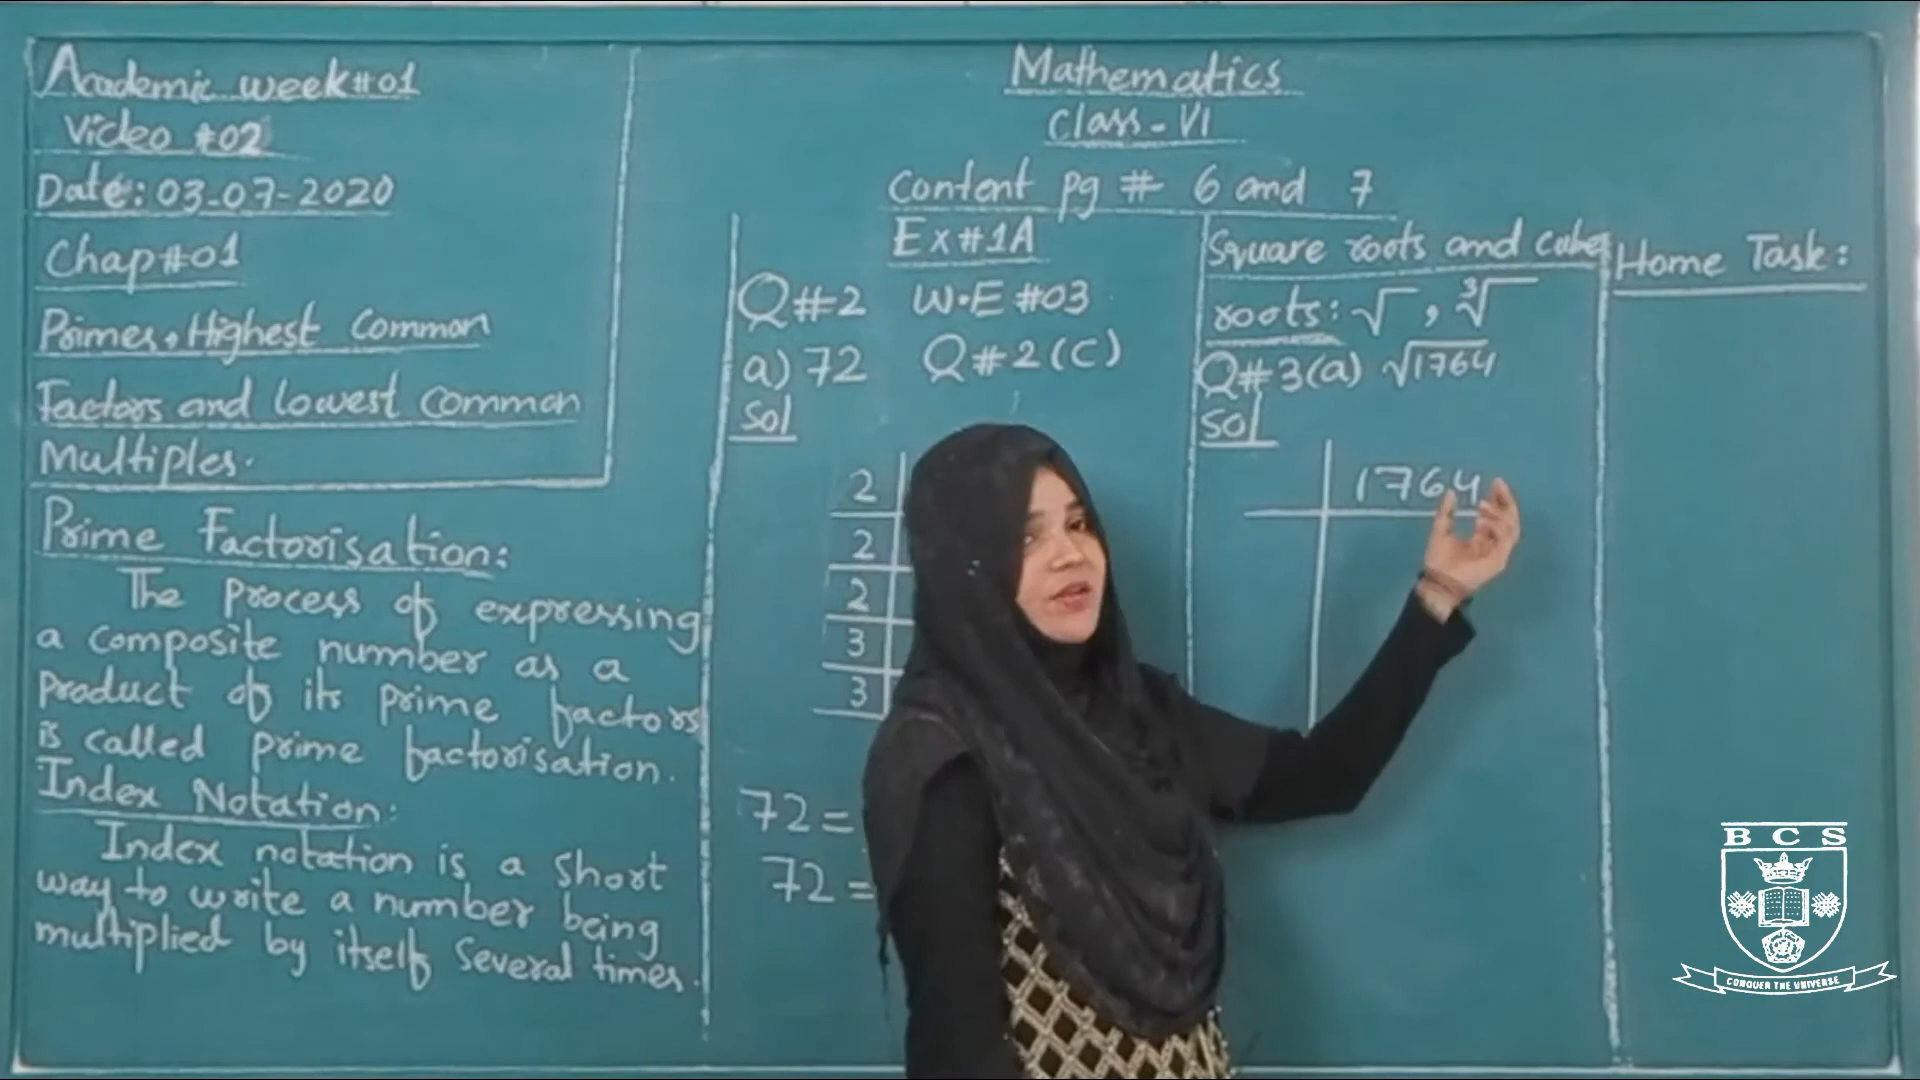 Academic week#01
Video #02
Date: 03-07-2020
Chap#01
Primes, Highest Common
Factors and lowest Common
Multiples.
Prime Factorisation:
The process of expressing
a composite number as a
product of its prime factors
is called prime factorisation.
Index Notation:
Index notation is a short
way to write a number being
multiplied by itself several times.
Mathematics
Class-VI
Content pg # 6 and 7
Ex#1A
Q#2 W.E #03
a) 72 Q#2(C)
Sol
2
2
2
3
3
72=
72=
Square roots and cube
roots: √ , ∛
Q#3(a) √1764
Sol
1764
Home Task:
BCS
CONQUER THE UNIVERSE